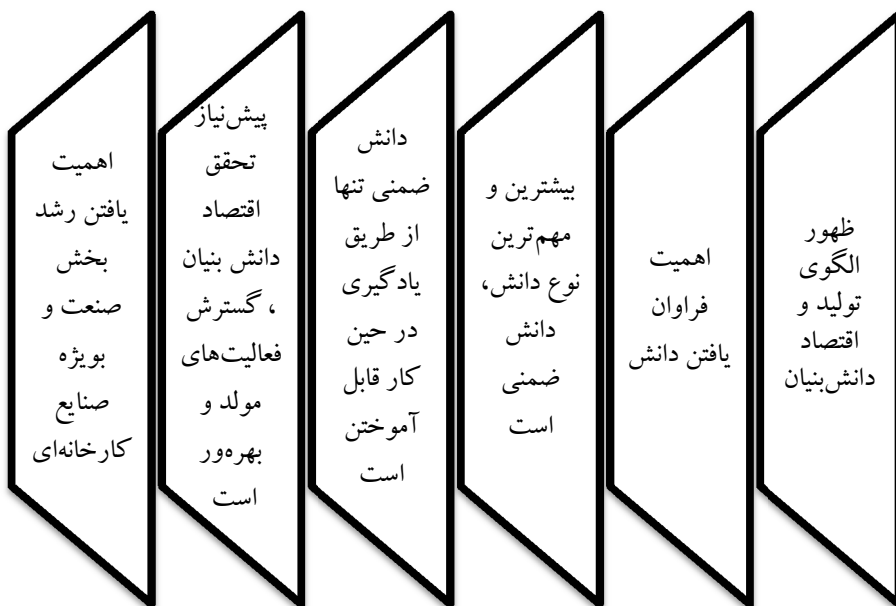 ظهور
الگوی
تولید و
اقتصاد
دانش‌بنیان
اهمیت
فراوان
یافتن دانش
بیشترین و
مهم‌ترین
نوع دانش،
دانش
ضمنی
است
دانش
ضمنی تنها
از طریق
یادگیری
در حین
کار قابل
آموختن
است
پیش‌نیاز
تحقق
اقتصاد
دانش بنیان
، گسترش
فعالیت‌های
مولد و
بهره‌ور
است
اهمیت
یافتن رشد
بخش
صنعت و
بویژه
صنایع
کارخانه‌ای